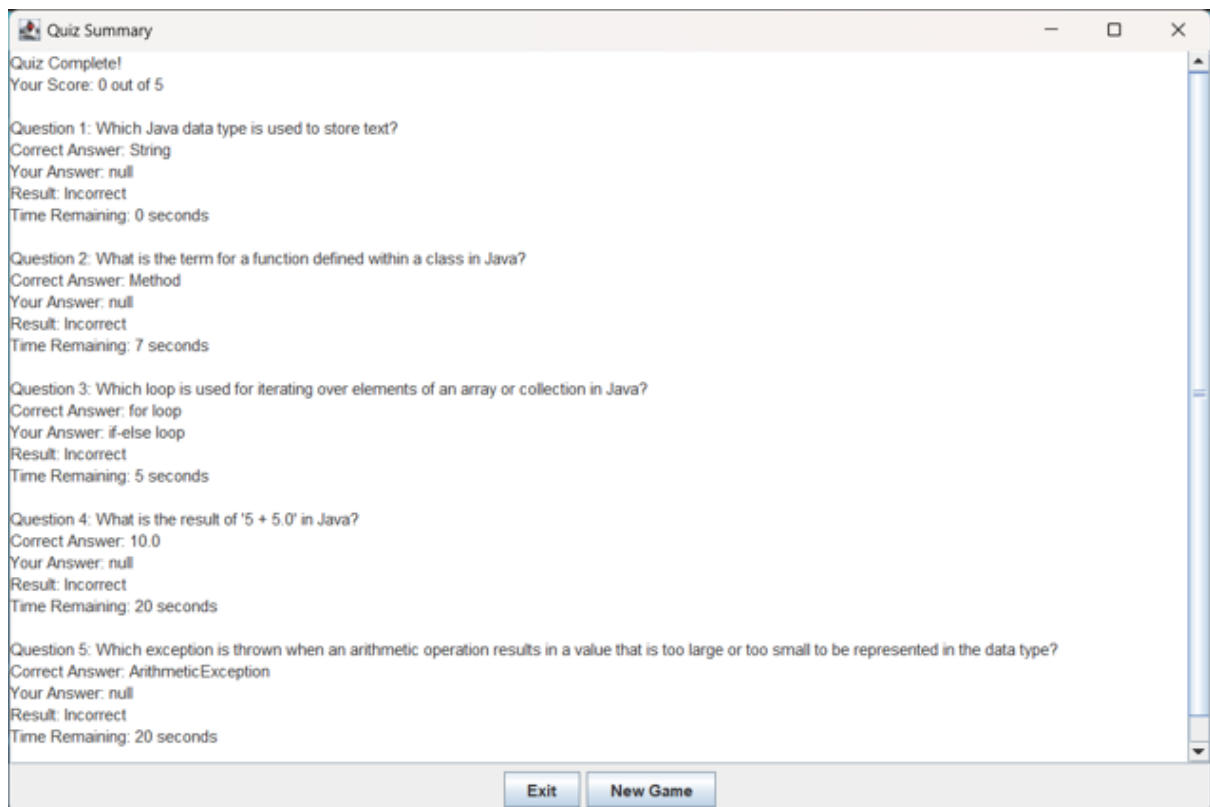 Quiz Summary
Quiz Complete!
Your Score: 0 out of 5
Question 1: Which Java data type is used to store text?
Correct Answer: String
Your Answer: null
Result: Incorrect
Time Remaining: 0 seconds
Question 2: What is the term for a function defined within a class in Java?
Correct Answer: Method
Your Answer: null
Result: Incorrect
Time Remaining: 7 seconds
Question 3: Which loop is used for iterating over elements of an array or collection in Java?
Correct Answer: for loop
Your Answer: if-else loop
Result: Incorrect
Time Remaining: 5 seconds
Question 4: What is the result of '5 + 5.0' in Java?
Correct Answer: 10.0
Your Answer: null
Result: Incorrect
Time Remaining: 20 seconds
Question 5: Which exception is thrown when an arithmetic operation results in a value that is too large or too small to be represented in the data type?
Correct Answer: ArithmeticException
Your Answer: null
Result: Incorrect
Time Remaining: 20 seconds
Exit New Game